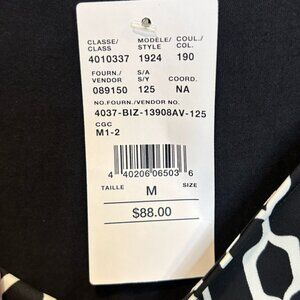 CLASSE/ MODÈLE/ COUL./
CLASS STYLE COL.
4010337 1924 190
FOURN./ S/A
VENDOR S/Y COORD.
089150 125 NA
NO.FOURN./VENDOR NO.
4037-BIZ-13908AV-125
CGC
M1-2
4 40206 06503 6
TAILLE M SIZE
$88.00